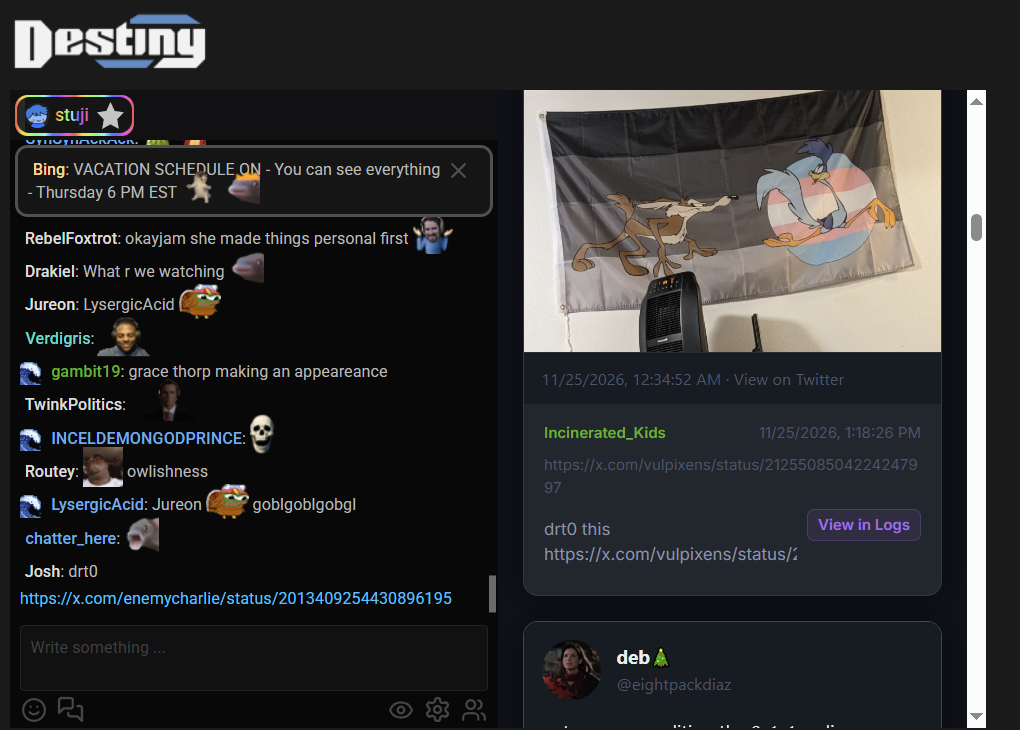 Destiny
stuji
Bing: VACATION SCHEDULE ON - You can see everything
- Thursday 6 PM EST
RebelFoxtrot: okayjam she made things personal first
Drakiel: What r we watching
Jureon: LysergicAcid
Verdigris:
gambit19: grace thorp making an appeareance
TwinkPolitics:
INCELDEMONGODPRINCE:
Routey: owlishness
LysergicAcid: Jureon goblgoblgobgl
chatter_here:
Josh: drt0
https://x.com/enemycharlie/status/2013409254430896195
Write something ...
11/25/2026, 12:34:52 AM · View on Twitter
Incinerated_Kids 11/25/2026, 1:18:26 PM
https://x.com/vulpixens/status/21255085042242479
97
drt0 this
https://x.com/vulpixens/status/2
View in Logs
deb
@eightpackdiaz